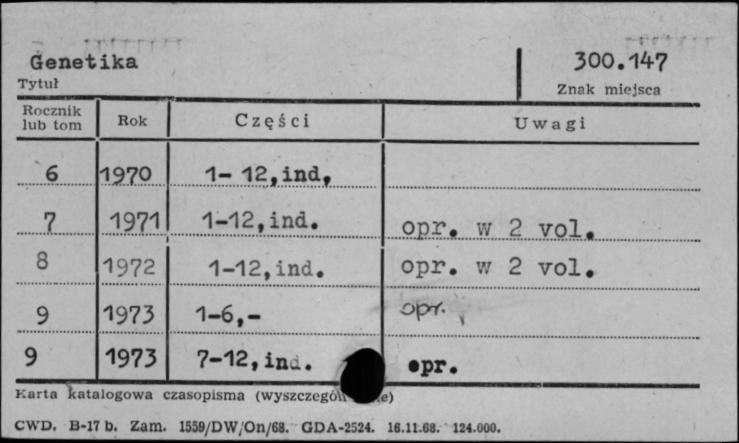 Genetika 300.147
Tytuł Znak miejsca
Rocznik lub tom Rok Części Uwagi
6 1970 1- 12,ind,
7 1971 1-12,ind. opr. w 2 vol.
8 1972 1-12,ind. opr. w 2 vol.
9 1973 1-6,- opr.
9 1973 7-12, ind. opr.
Karta katalogowa czasopisma
CWD. B-17 b. Zam. 1559/DW/On/68. GDA-2524. 16.11.68. 124.000.